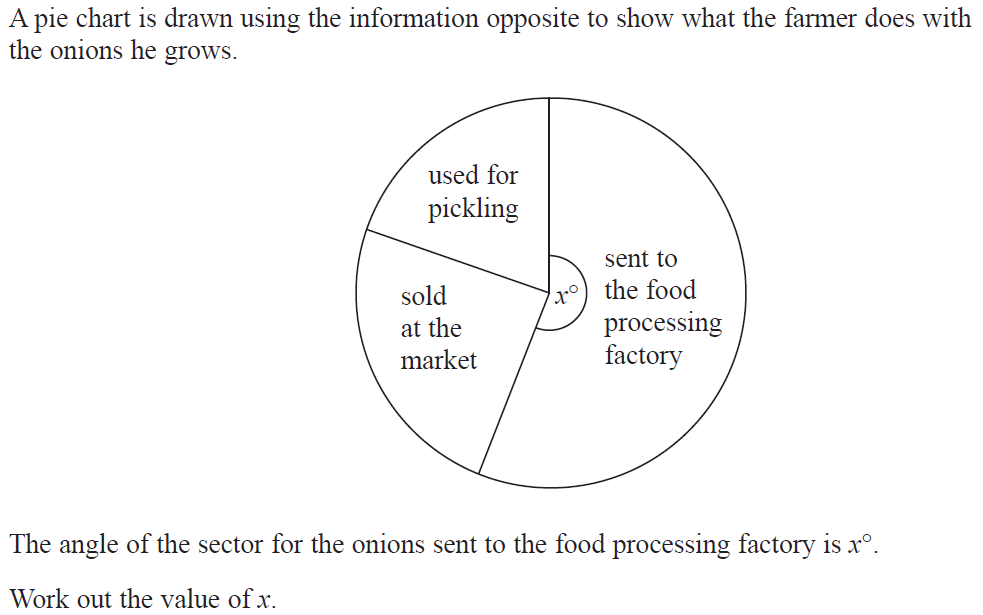 A pie chart is drawn using the information opposite to show what the farmer does with
the onions he grows.
used for
pickling
sold
at the
market
x°
sent to
the food
processing
factory
The angle of the sector for the onions sent to the food processing factory is x°.
Work out the value of x.